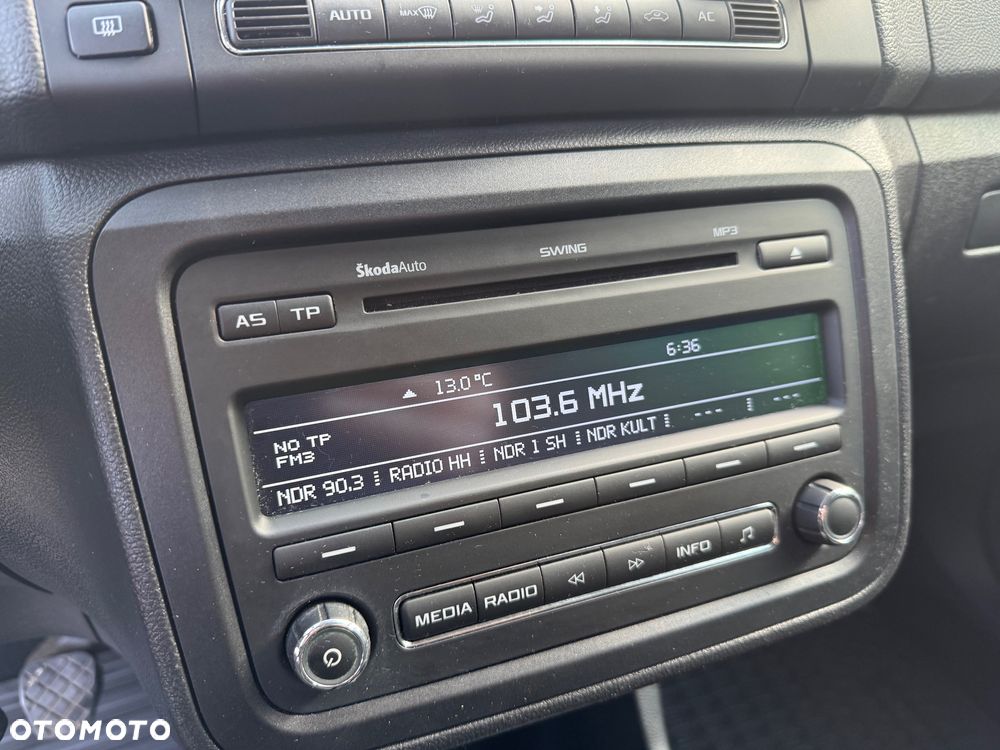 AUTO MAX AC
ŠkodaAuto SWING MP3
AS TP
13.0°C 6:36
103.6 MHz
NO TP
FM3
NDR 90.3 RADIO HH NDR 1 SH NDR KULT --- ---
MEDIA RADIO INFO
OTOMOTO